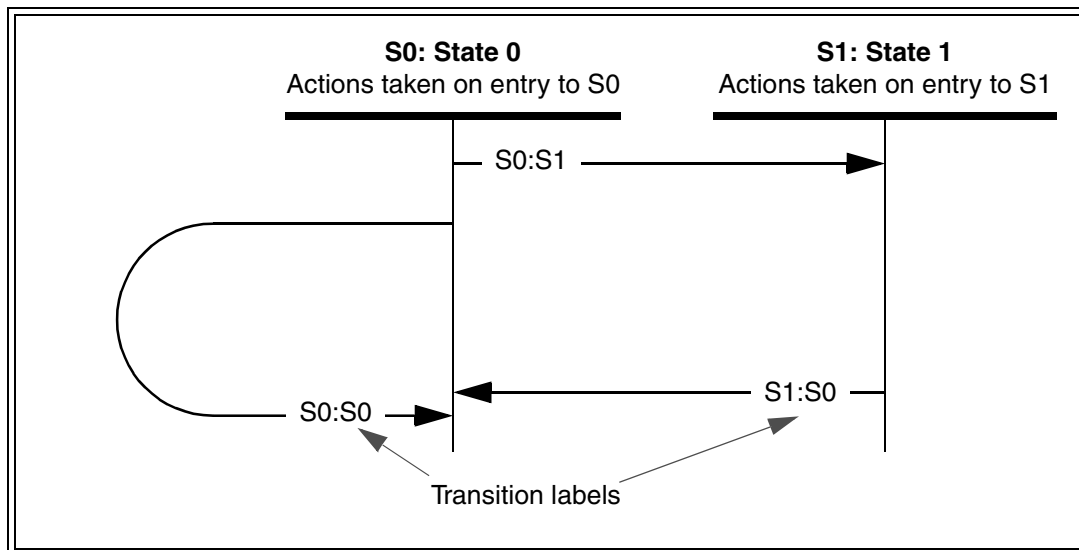 S0: State 0
Actions taken on entry to S0
S1: State 1
Actions taken on entry to S1
S0:S1
S1:S0
S0:S0
Transition labels